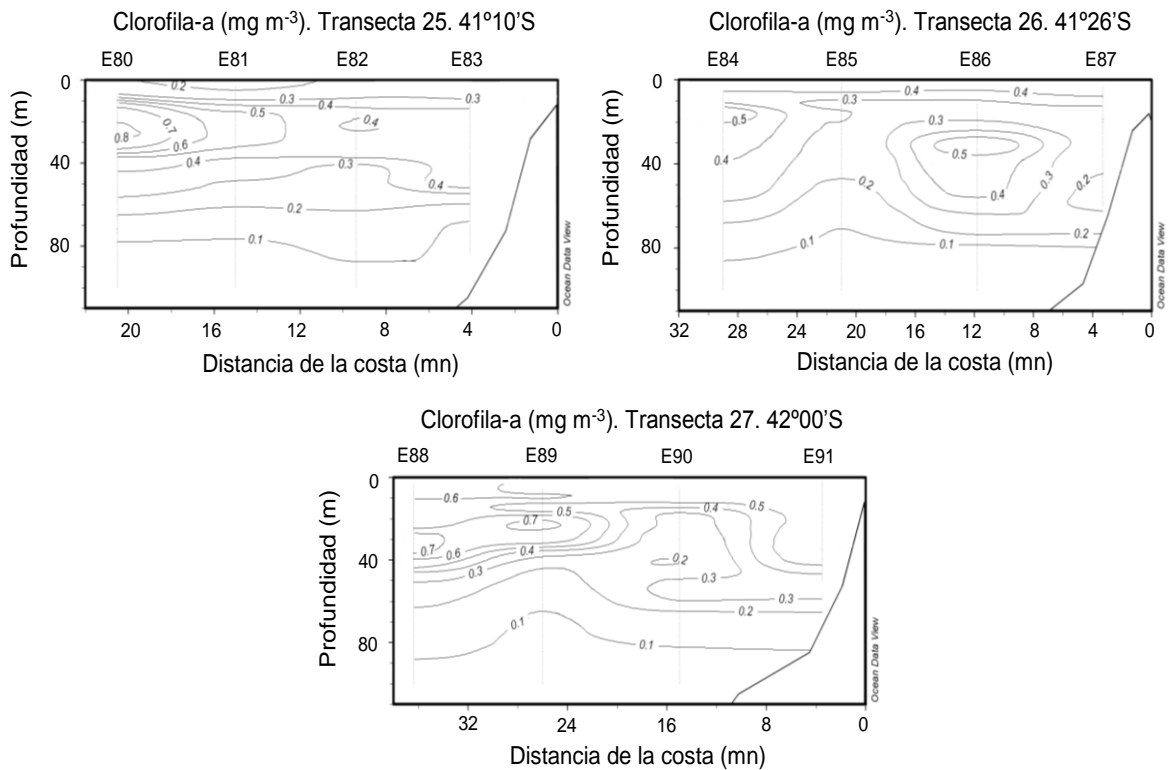 Clorofila-a (mg m-3). Transecta 25. 41º10'S
E80 E81 E82 E83
Profundidad (m)
0
40
80
0.2
0.3 0.4 0.3
0.5
0.7 0.4
0.8 0.6
0.4 0.3
0.4
0.2
0.1
20 16 12 8 4 0
Distancia de la costa (mn)
Ocean Data View
Clorofila-a (mg m-3). Transecta 26. 41º26'S
E84 E85 E86 E87
Profundidad (m)
0
40
80
0.4 0.4
0.3
0.5 0.3
0.4 0.5
0.2 0.4 0.3 0.2
0.2
0.1 0.1
32 28 24 20 16 12 8 4 0
Distancia de la costa (mn)
Ocean Data View
Clorofila-a (mg m-3). Transecta 27. 42º00'S
E88 E89 E90 E91
Profundidad (m)
0
40
80
0.6
0.5 0.4 0.5
0.7
0.7 0.6 0.4
0.3 0.2
0.3
0.3
0.2
0.1 0.1
32 24 16 8 0
Distancia de la costa (mn)
Ocean Data View